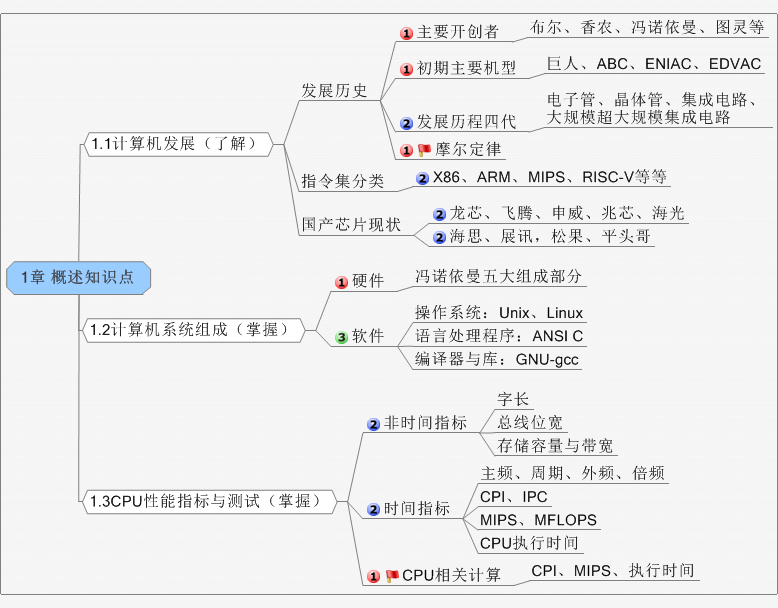 1章 概述知识点
1.1计算机发展（了解）
发展历史
1 主要开创者
布尔、香农、冯诺依曼、图灵等
1 初期主要机型
巨人、ABC、ENIAC、EDVAC
2 发展历程四代
电子管、晶体管、集成电路、
大规模超大规模集成电路
1 摩尔定律
指令集分类
2 X86、ARM、MIPS、RISC-V等等
国产芯片现状
2 龙芯、飞腾、申威、兆芯、海光
2 海思、展讯，松果、平头哥
1.2计算机系统组成（掌握）
1 硬件
冯诺依曼五大组成部分
3 软件
操作系统：Unix、Linux
语言处理程序：ANSI C
编译器与库：GNU-gcc
1.3CPU性能指标与测试（掌握）
2 非时间指标
字长
总线位宽
存储容量与带宽
2 时间指标
主频、周期、外频、倍频
CPI、IPC
MIPS、MFLOPS
CPU执行时间
1 CPU相关计算
CPI、MIPS、执行时间